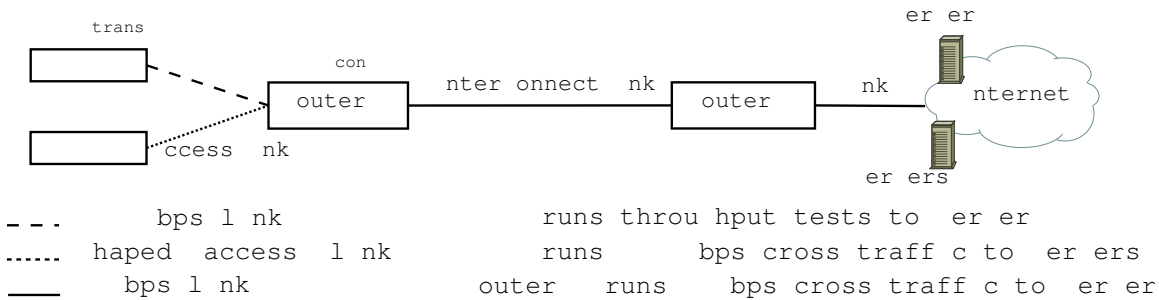 er er
trans
con
nter onnect nk
outer
outer
nk
nternet
ccess nk
er ers
bps l nk
runs throu hput tests to er er
haped access l nk
runs bps cross traff c to er ers
bps l nk
outer runs bps cross traff c to er er